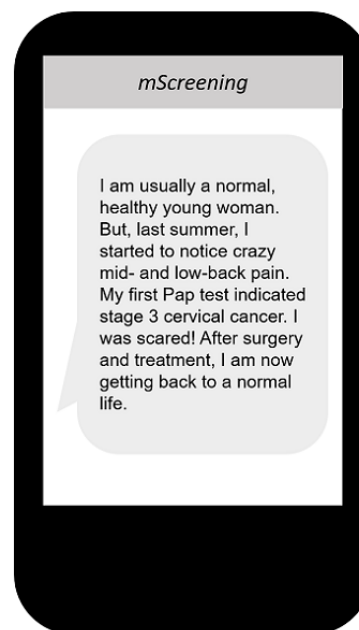 mScreening
I am usually a normal,
healthy young woman.
But, last summer, I
started to notice crazy
mid- and low-back pain.
My first Pap test indicated
stage 3 cervical cancer. I
was scared! After surgery
and treatment, I am now
getting back to a normal
life.